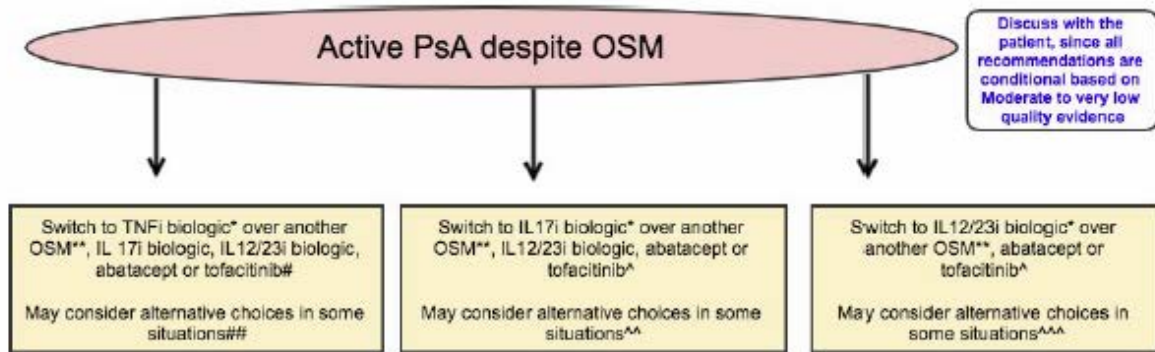 Active PsA despite OSM
Discuss with the
patient, since all
recommendations are
conditional based on
Moderate to very low
quality evidence
Switch to TNFi biologic* over another
OSM**, IL 17i biologic, IL12/23i biologic,
abatacept or tofacitinib#
May consider alternative choices in some
situations##
Switch to IL17i biologic* over another
OSM**, IL12/23i biologic, abatacept or
tofacitinib^
May consider alternative choices in some
situations^^
Switch to IL12/23i biologic* over
another OSM**, abatacept or
tofacitinib^
May consider alternative choices in
some situations^^^